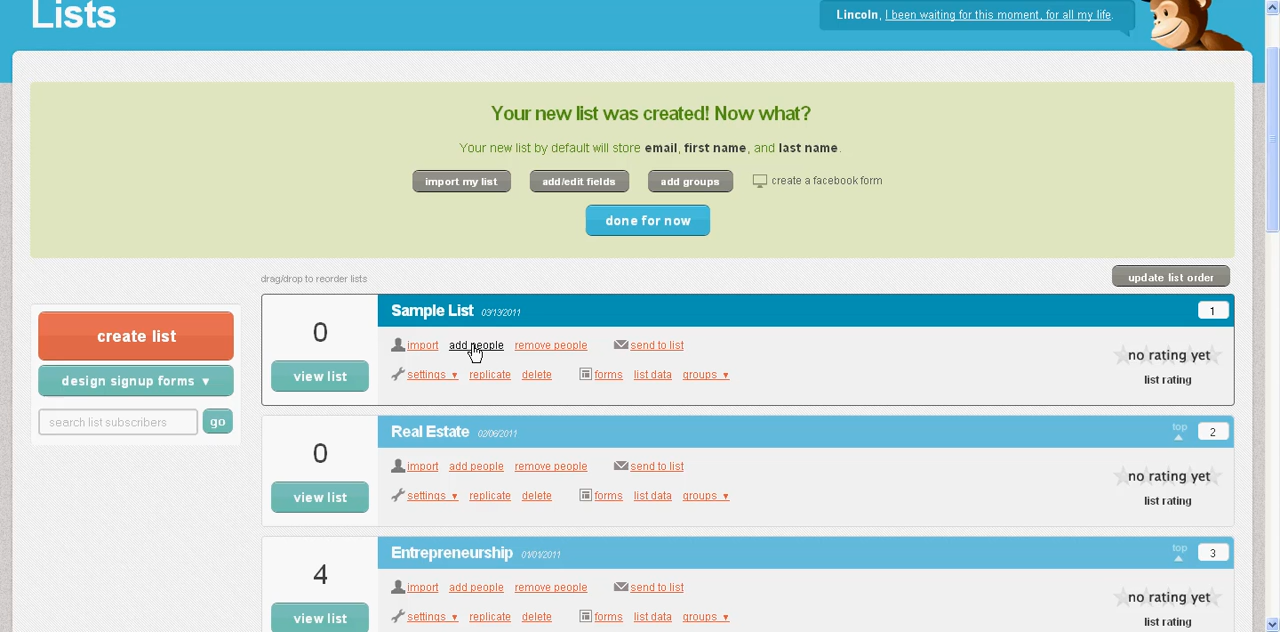 Lists
Lincoln, I been waiting for this moment, for all my life.
Your new list was created! Now what?
Your new list by default will store email, first name, and last name.
import my list add/edit fields add groups create a facebook form
done for now
drag/drop to reorder lists update list order
create list
design signup forms ▼
search list subscribers go
0 Sample List 03/13/2011 1
import add people remove people send to list
view list settings ▼ replicate delete forms list data groups ▼
no rating yet
list rating
0 Real Estate 02/06/2011 top 2
import add people remove people send to list
view list settings ▼ replicate delete forms list data groups ▼
no rating yet
list rating
4 Entrepreneurship 01/01/2011 top 3
import add people remove people send to list
view list settings ▼ replicate delete forms list data groups ▼
no rating yet
list rating